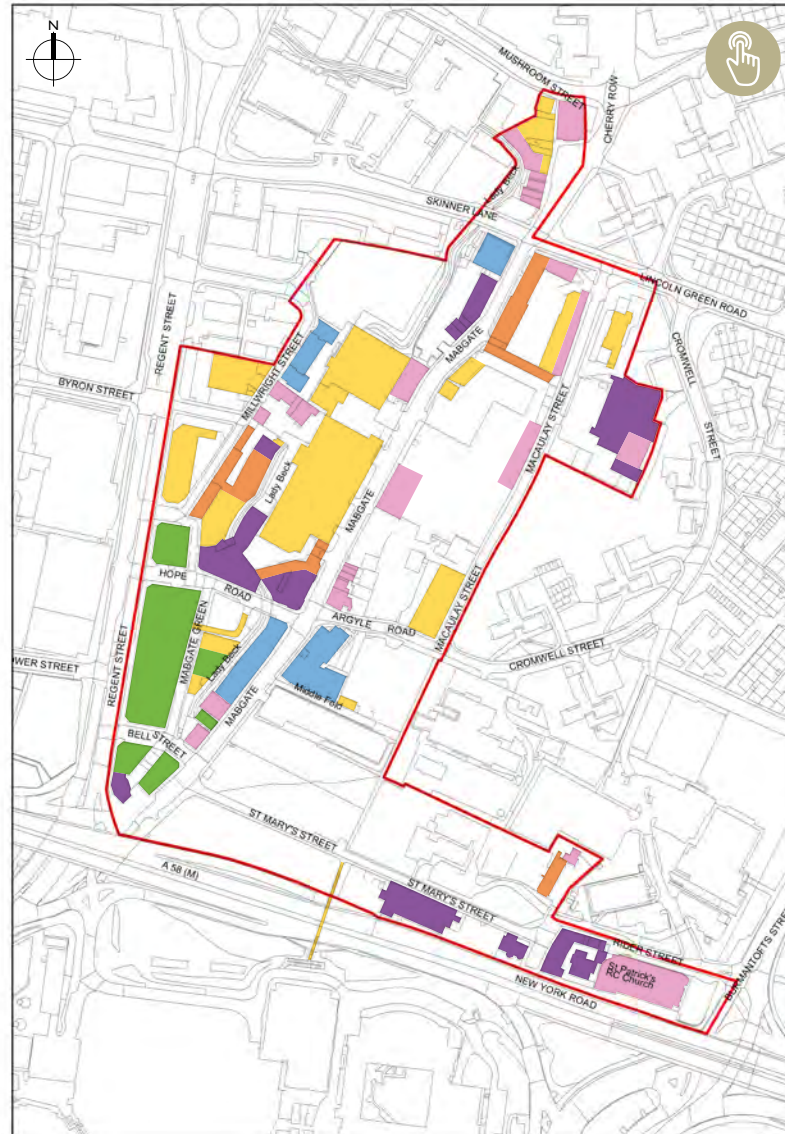 N
MUSHROOM STREET
CHERRY ROW
Lady Beck
SKINNER LANE
LINCOLN GREEN ROAD
REGENT STREET
MABGATE
CROMWELL
STREET
MILLWRIGHT STREET
BYRON STREET
MACAULAY STREET
Lady Beck
MABGATE
HOPE
ROAD
ARGYLE ROAD
MACAULAY STREET
MABGATE GREEN
CROMWELL STREET
OWER STREET
REGENT STREET
Lady Beck
MABGATE
Middle Fold
BELL STREET
ST MARY'S STREET
A 58 (M)
ST MARY'S STREET
RIDER STREET
BURMANTOFTS STRE
St Patrick's
RC Church
NEW YORK ROAD